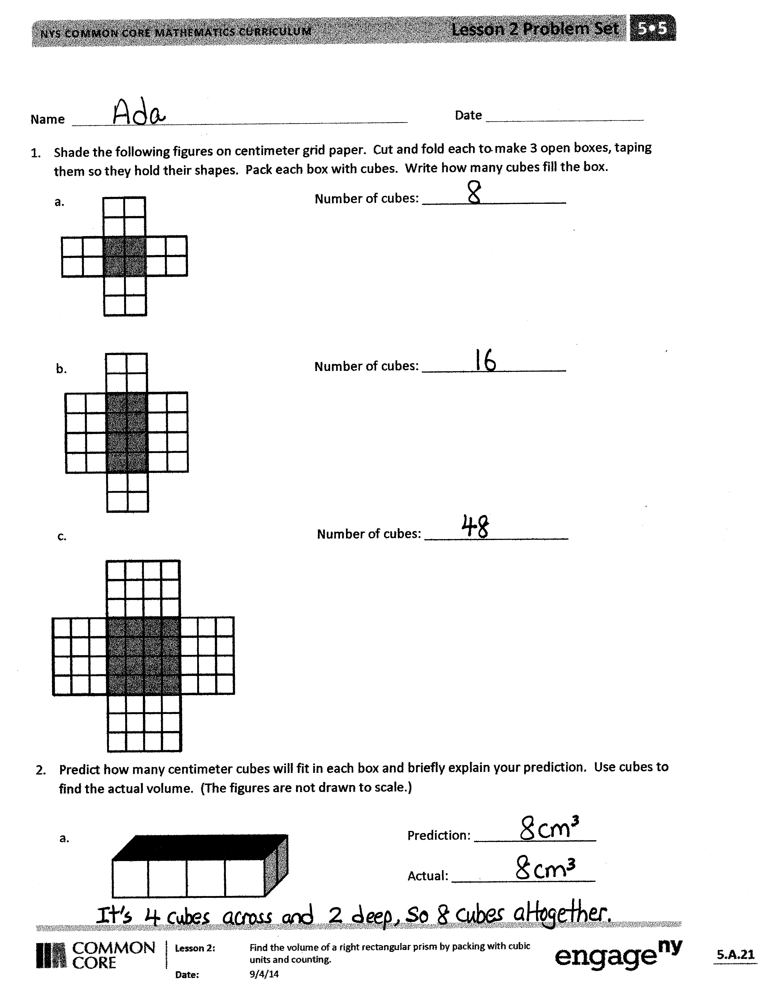 NYS COMMON CORE MATHEMATICS CURRICULUM Lesson 2 Problem Set 5•5
Name Ada Date
1. Shade the following figures on centimeter grid paper. Cut and fold each to make 3 open boxes, taping
them so they hold their shapes. Pack each box with cubes. Write how many cubes fill the box.
a. Number of cubes: 8
b. Number of cubes: 16
c. Number of cubes: 48
2. Predict how many centimeter cubes will fit in each box and briefly explain your prediction. Use cubes to
find the actual volume. (The figures are not drawn to scale.)
a. Prediction: 8cm³
Actual: 8cm³
It's 4 cubes across and 2 deep, so 8 cubes altogether.
COMMON
CORE
Lesson 2: Find the volume of a right rectangular prism by packing with cubic
units and counting.
Date: 9/4/14
engageny
5.A.21